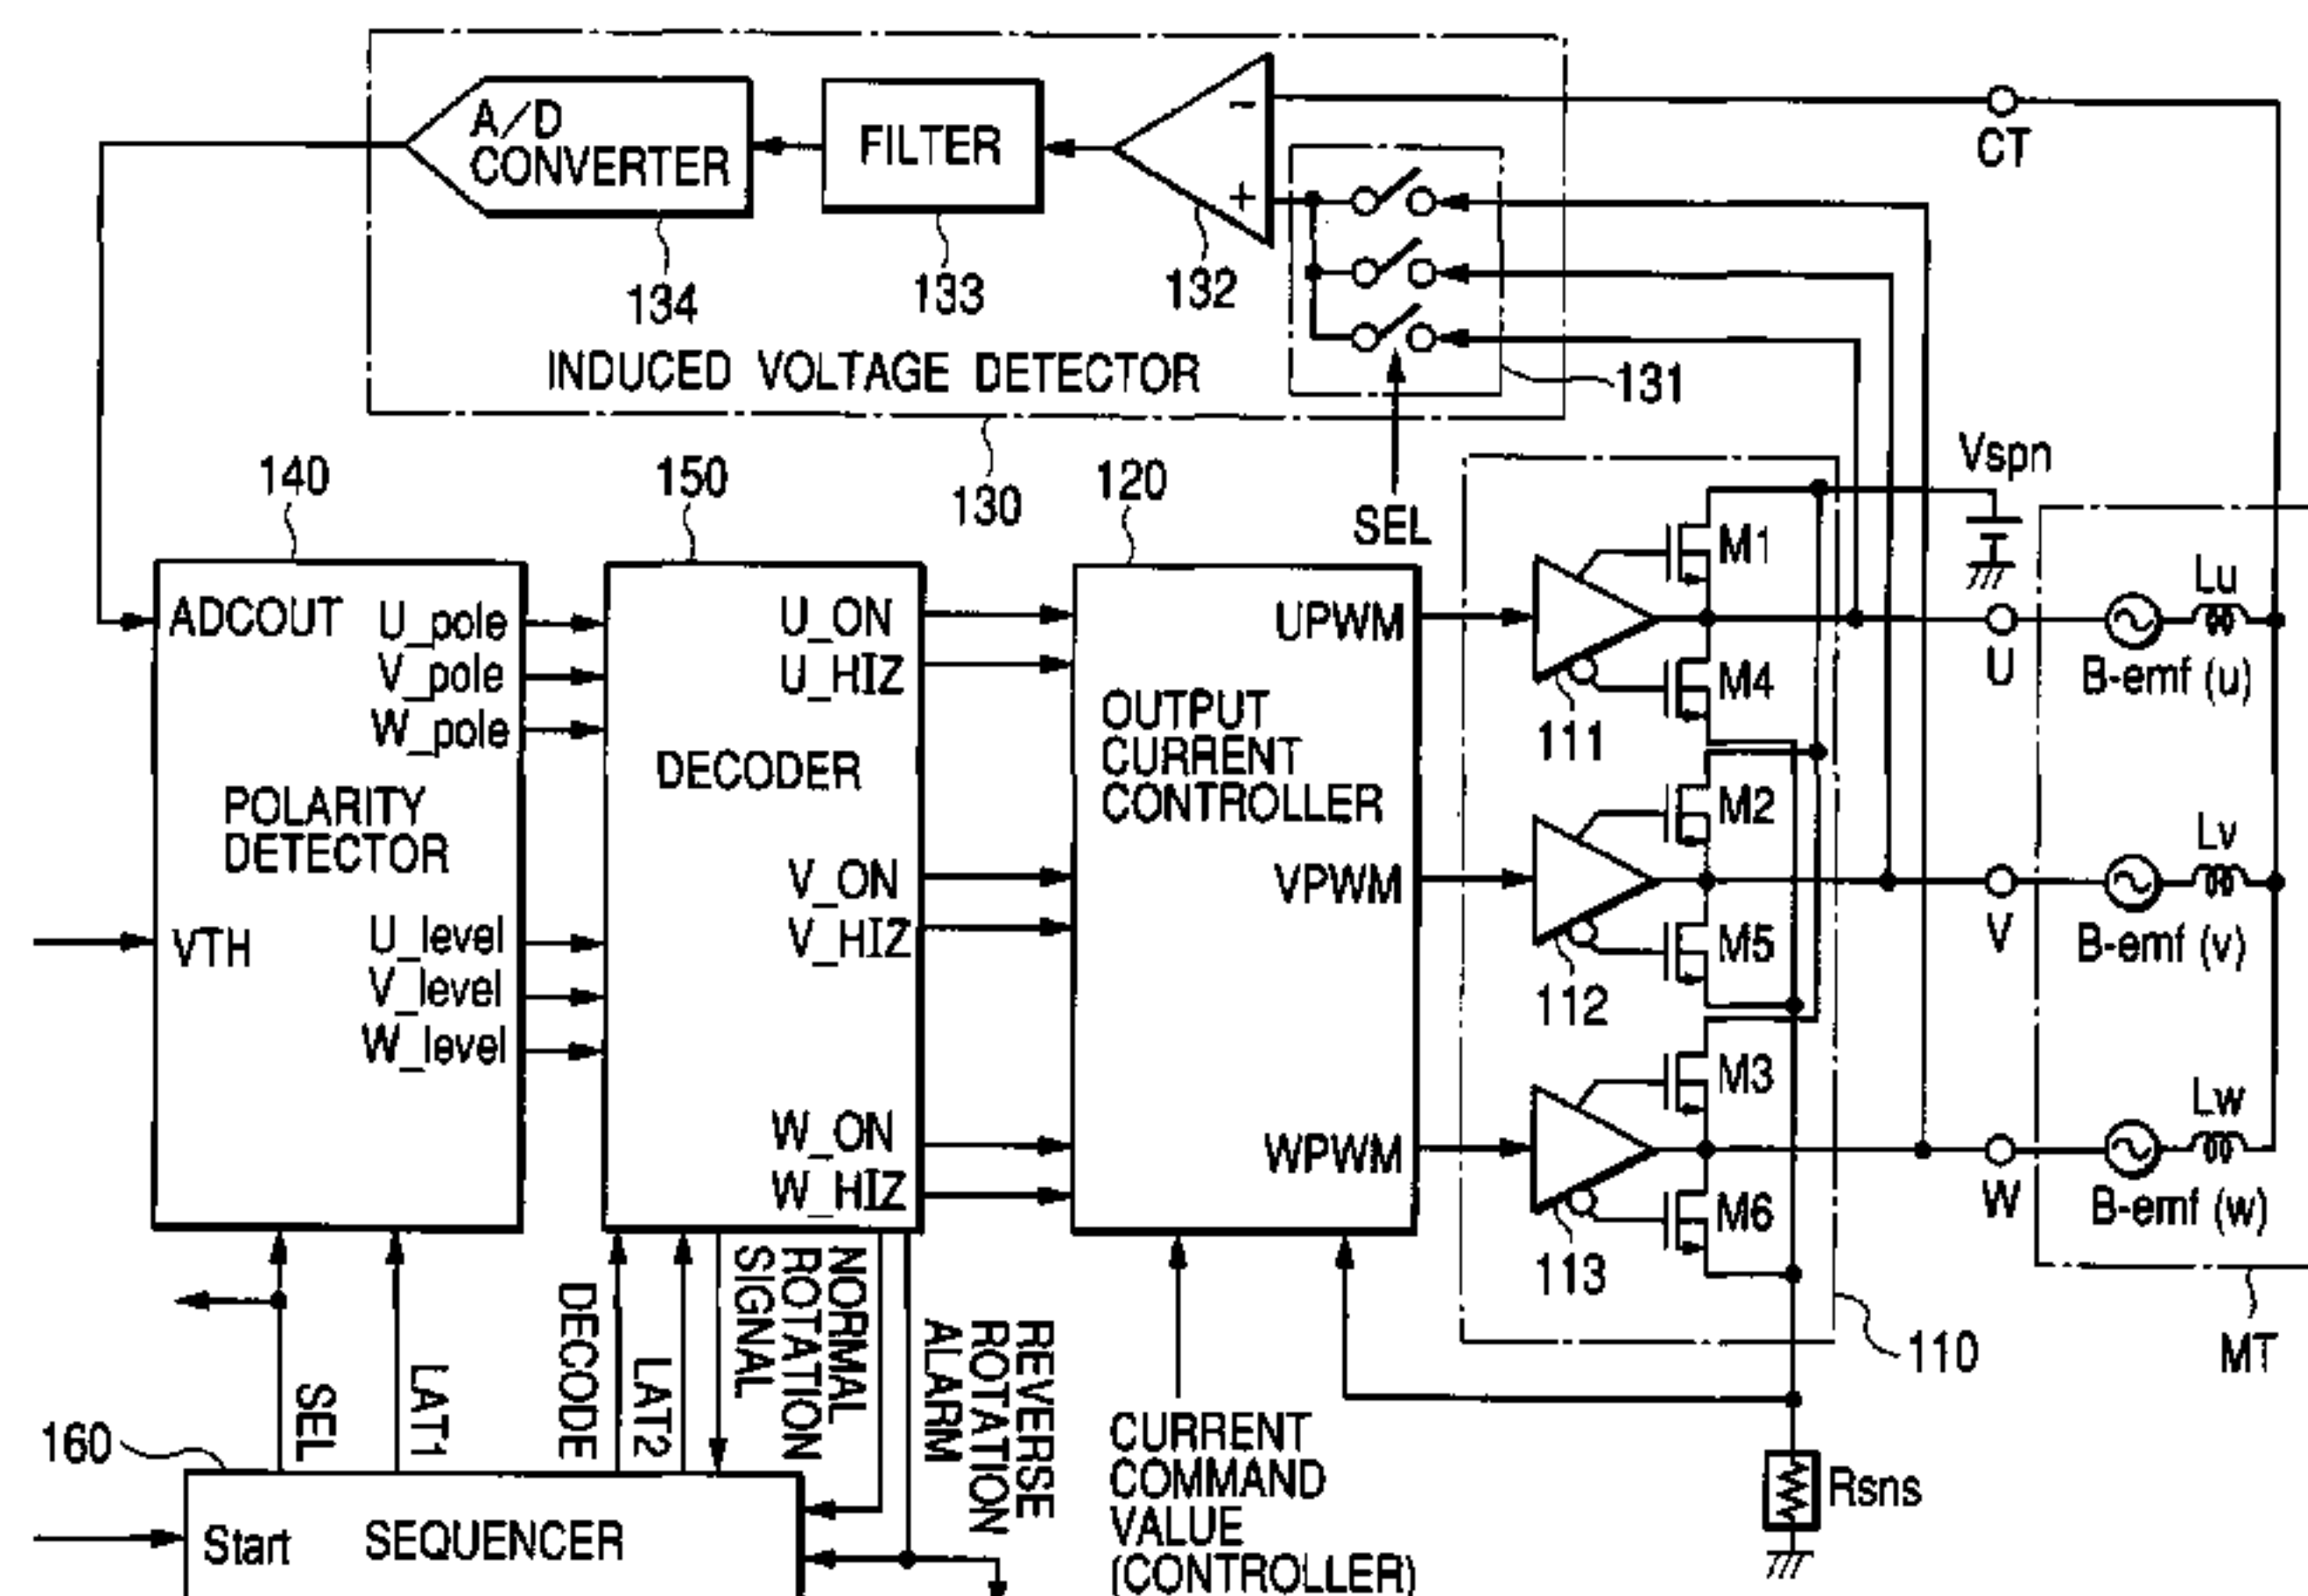 A/D
CONVERTER
FILTER
−
+
CT
134
133
132
INDUCED VOLTAGE DETECTOR
131
140
150
130
120
SEL
Vspn
ADCOUT
U_pole
V_pole
W_pole
POLARITY
DETECTOR
VTH
U_level
V_level
W_level
U_ON
U_HIZ
DECODER
V_ON
V_HIZ
W_ON
W_HIZ
UPWM
OUTPUT
CURRENT
CONTROLLER
VPWM
WPWM
M1
M4
111
M2
M5
112
M3
M6
113
U
Lu
B-emf (u)
V
Lv
B-emf (v)
W
Lw
B-emf (w)
110
MT
SEL
LAT1
DECODE
LAT2
NORMAL
ROTATION
SIGNAL
REVERSE
ROTATION
ALARM
160
Start
SEQUENCER
CURRENT
COMMAND
VALUE
(CONTROLLER)
Rsns